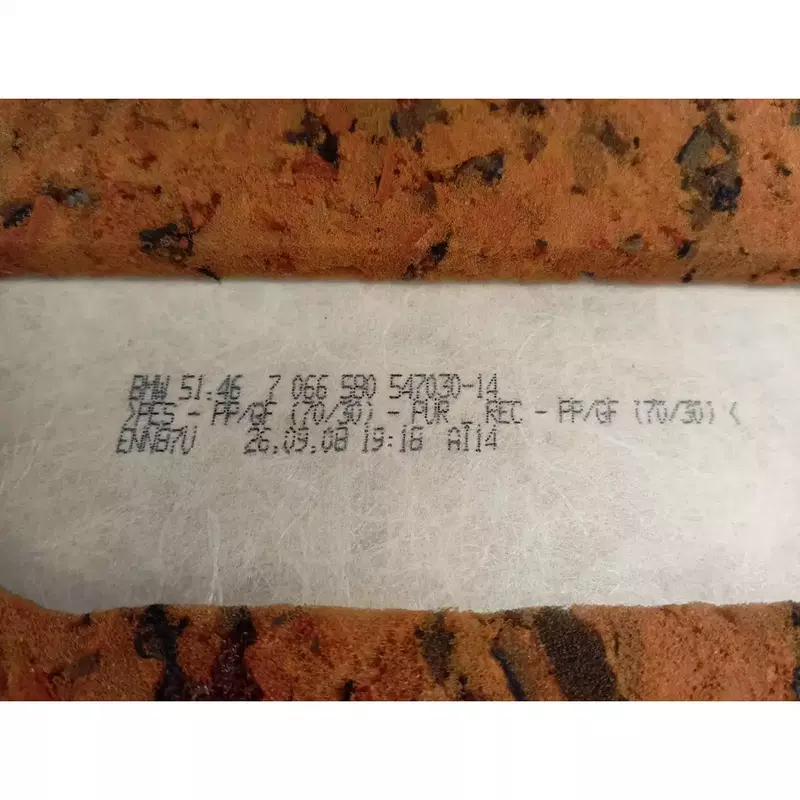 BMW 51.46 7 066 580 547030-14
>PES - PP/GF (70/30) - PUR _ REC - PP/GF (70/30) <
ENN87U 26.09.08 19:18 AI14